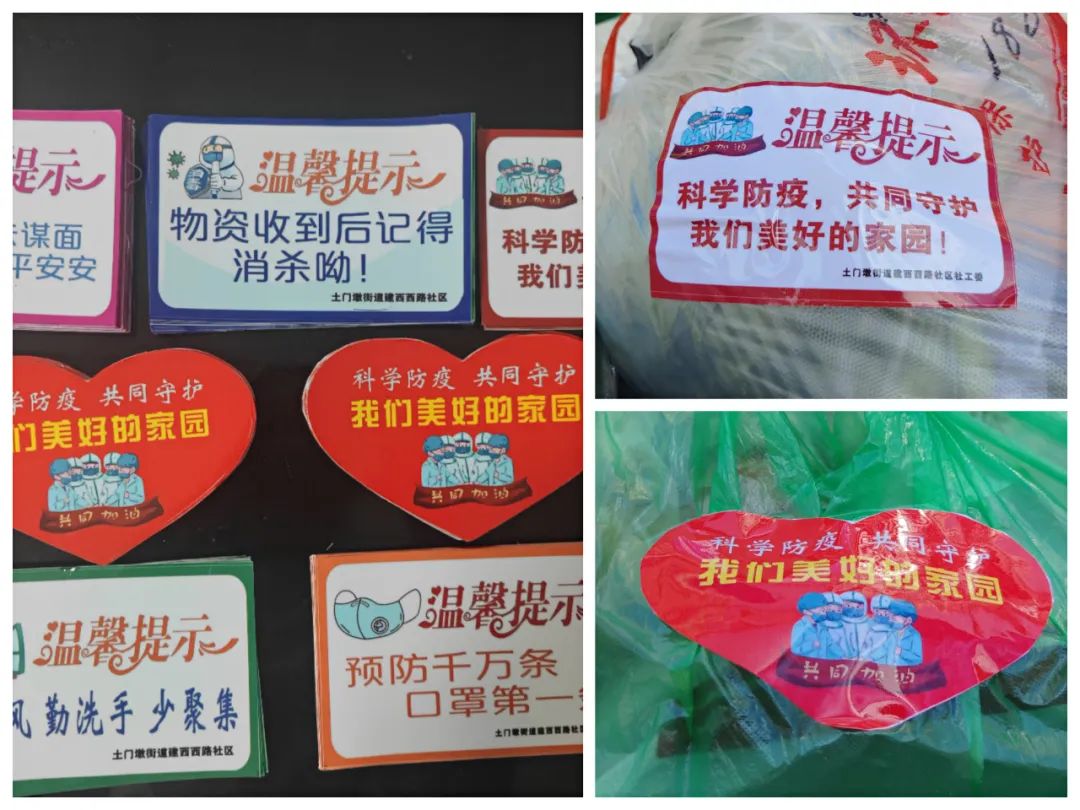 提示
谋面
平安安
温馨提示
物资收到后记得
消杀呦!
土门墩街道建西西路社区
共同加油
科学防
我们
学防疫 共同守护
们美好的家园
共同加油
科学防疫 共同守护
我们美好的家园
共同加油
温馨提示
风 勤洗手 少聚集
土门墩街道建西西路社区
温馨提示
预防千万条
口罩第一
土门墩街道建西西
180
共同加油
温馨提示
科学防疫,共同守护
我们美好的家园!
土门墩街道建西西路社区社工委
科学防疫 共同守护
我们美好的家园
共同加油